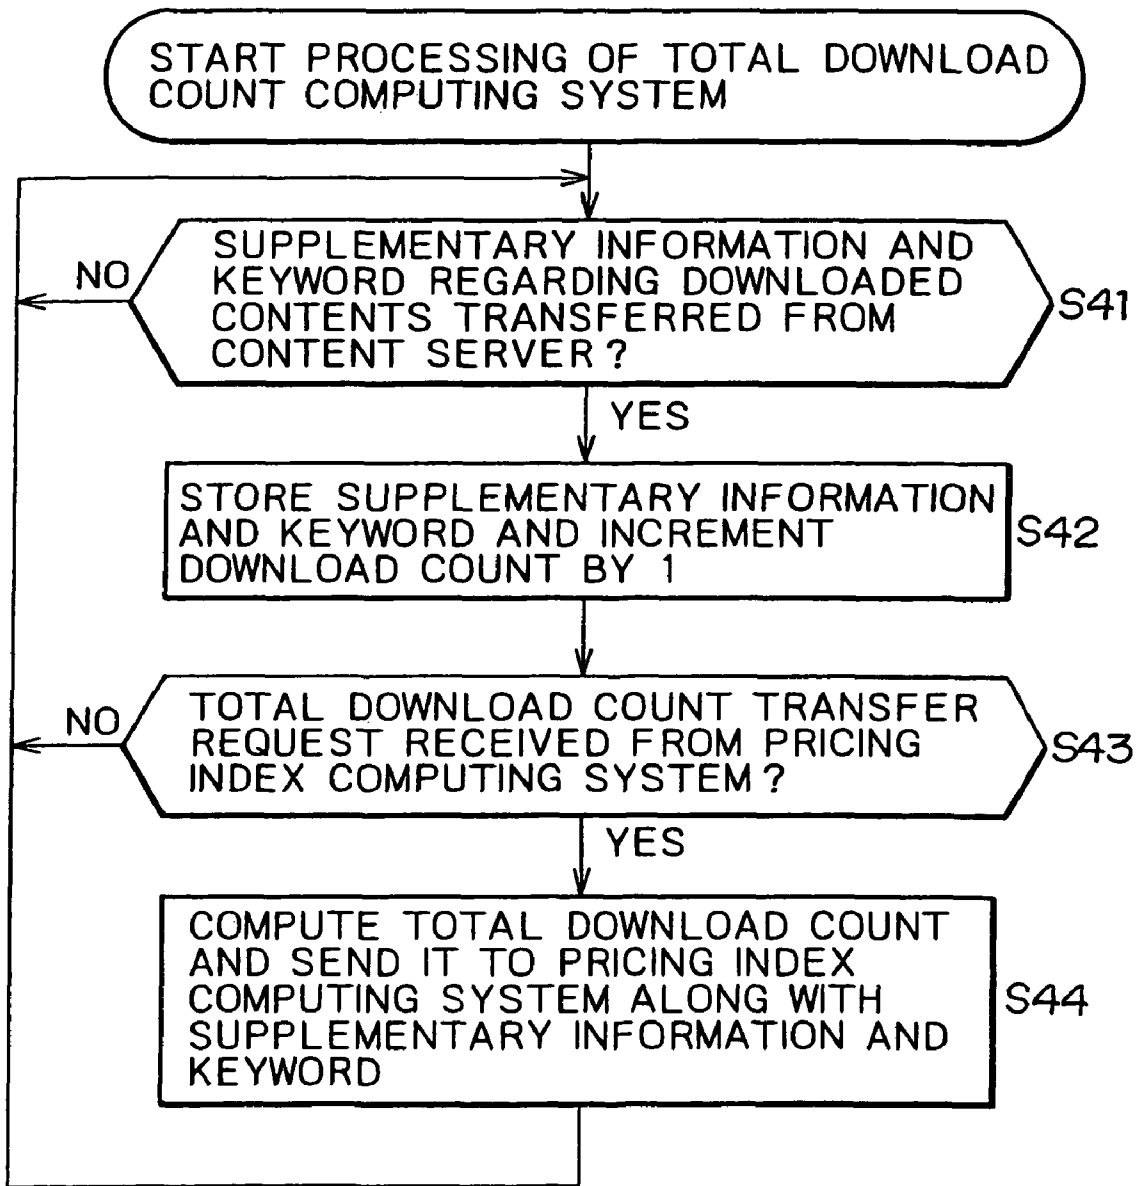 START PROCESSING OF TOTAL DOWNLOAD
COUNT COMPUTING SYSTEM
SUPPLEMENTARY INFORMATION AND
KEYWORD REGARDING DOWNLOADED
CONTENTS TRANSFERRED FROM
CONTENT SERVER?
NO
S41
YES
STORE SUPPLEMENTARY INFORMATION
AND KEYWORD AND INCREMENT
DOWNLOAD COUNT BY 1
S42
TOTAL DOWNLOAD COUNT TRANSFER
REQUEST RECEIVED FROM PRICING
INDEX COMPUTING SYSTEM?
NO
S43
YES
COMPUTE TOTAL DOWNLOAD COUNT
AND SEND IT TO PRICING INDEX
COMPUTING SYSTEM ALONG WITH
SUPPLEMENTARY INFORMATION AND
KEYWORD
S44